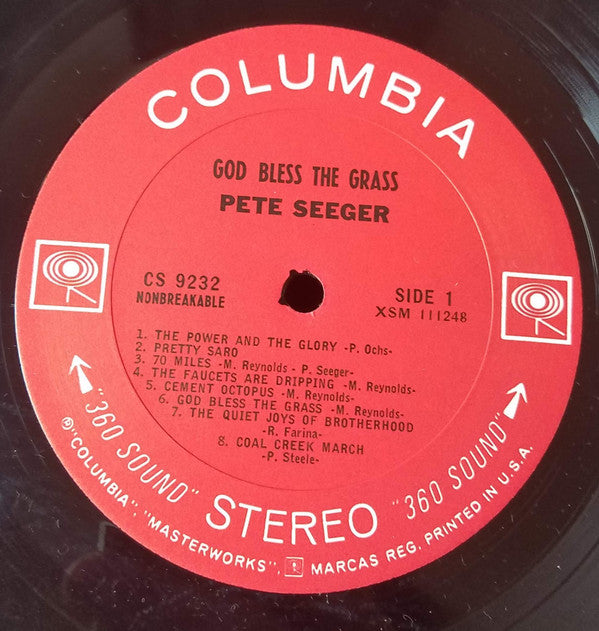 COLUMBIA
GOD BLESS THE GRASS
PETE SEEGER
CS 9232
NONBREAKABLE
SIDE 1
XSM 111248
1. THE POWER AND THE GLORY -P. Ochs-
2. PRETTY SARO
3. 70 MILES -M. Reynolds - P. Seeger-
4. THE FAUCETS ARE DRIPPING -M. Reynolds-
5. CEMENT OCTOPUS -M. Reynolds-
6. GOD BLESS THE GRASS -M. Reynolds-
7. THE QUIET JOYS OF BROTHERHOOD
-R. Farina-
8. COAL CREEK MARCH
-P. Steele-
"360 SOUND" STEREO "360 SOUND"
℗"COLUMBIA", "MASTERWORKS", MARCAS REG. PRINTED IN U.S.A.